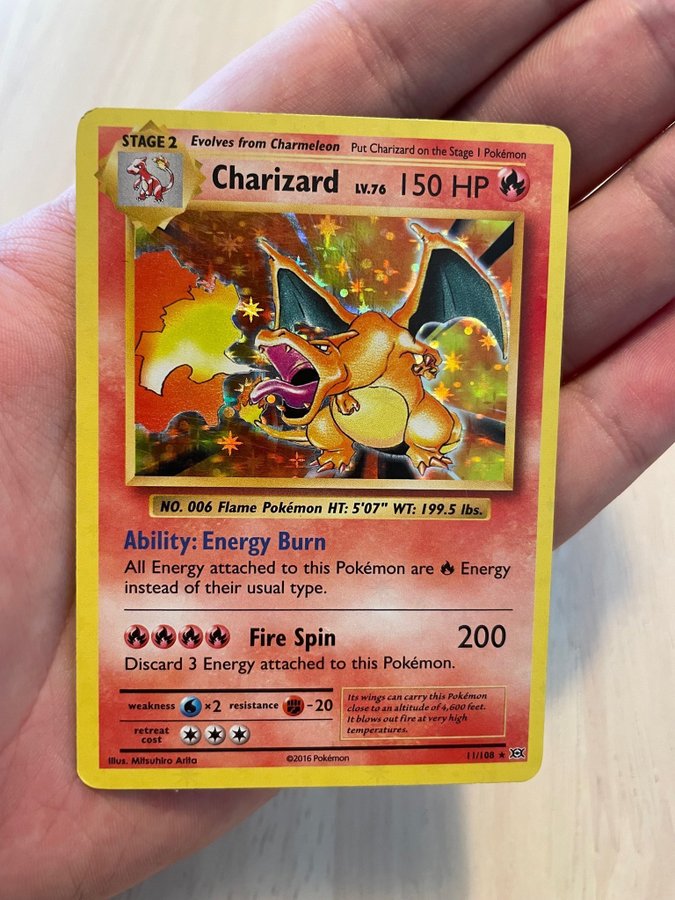 STAGE 2 Evolves from Charmeleon Put Charizard on the Stage 1 Pokémon
Charizard LV.76 150 HP
NO. 006 Flame Pokémon HT: 5'07" WT: 199.5 lbs.
Ability: Energy Burn
All Energy attached to this Pokémon are Energy
instead of their usual type.
Fire Spin 200
Discard 3 Energy attached to this Pokémon.
weakness ×2 resistance -20
retreat
cost
Its wings can carry this Pokémon
close to an altitude of 4,600 feet.
It blows out fire at very high
temperatures.
Illus. Mitsuhiro Arita ©2016 Pokémon 11/108 ★